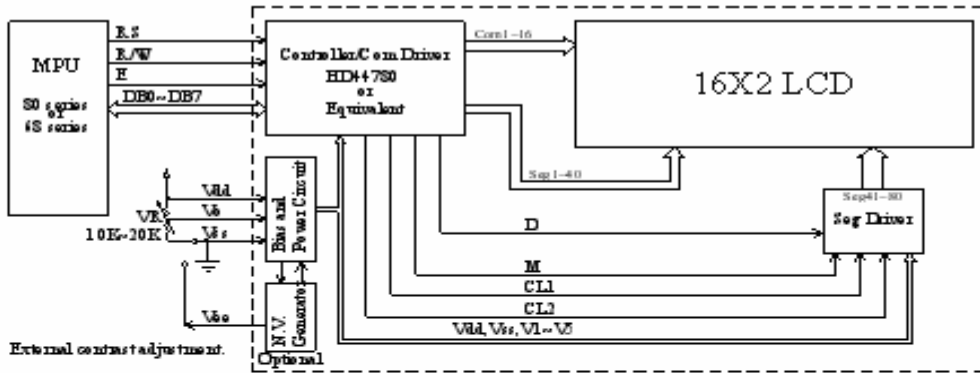 RS
R/W
E
DB0~DB7
MPU
80 series
or
68 series
Controller/Com Driver
HD44780
or
Equivalent
Com1~16
16X2 LCD
Seg1~40
Seg41~80
Seg Driver
Vdd
Vo
Vss
VR
10K~20K
Bias and
Power Circuit
D
M
CL1
CL2
Vdd, Vss, V1~V5
N.V.
Generator
Vee
External contrast adjustment.
Optional